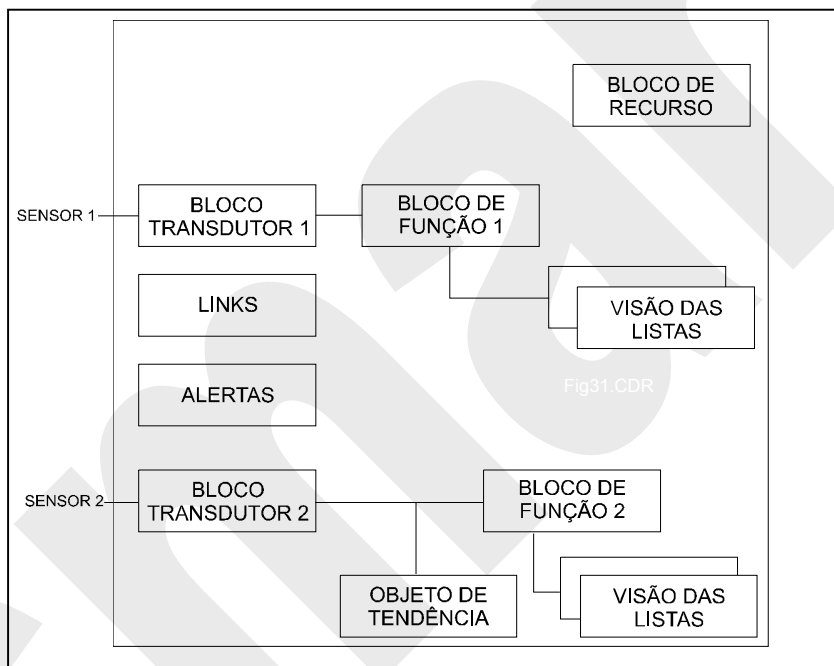 BLOCO DE
RECURSO
SENSOR 1
BLOCO
TRANSDUTOR 1
BLOCO DE
FUNÇÃO 1
LINKS
VISÃO DAS
LISTAS
ALERTAS
Fig31.CDR
SENSOR 2
BLOCO
TRANSDUTOR 2
BLOCO DE
FUNÇÃO 2
OBJETO DE
TENDÊNCIA
VISÃO DAS
LISTAS